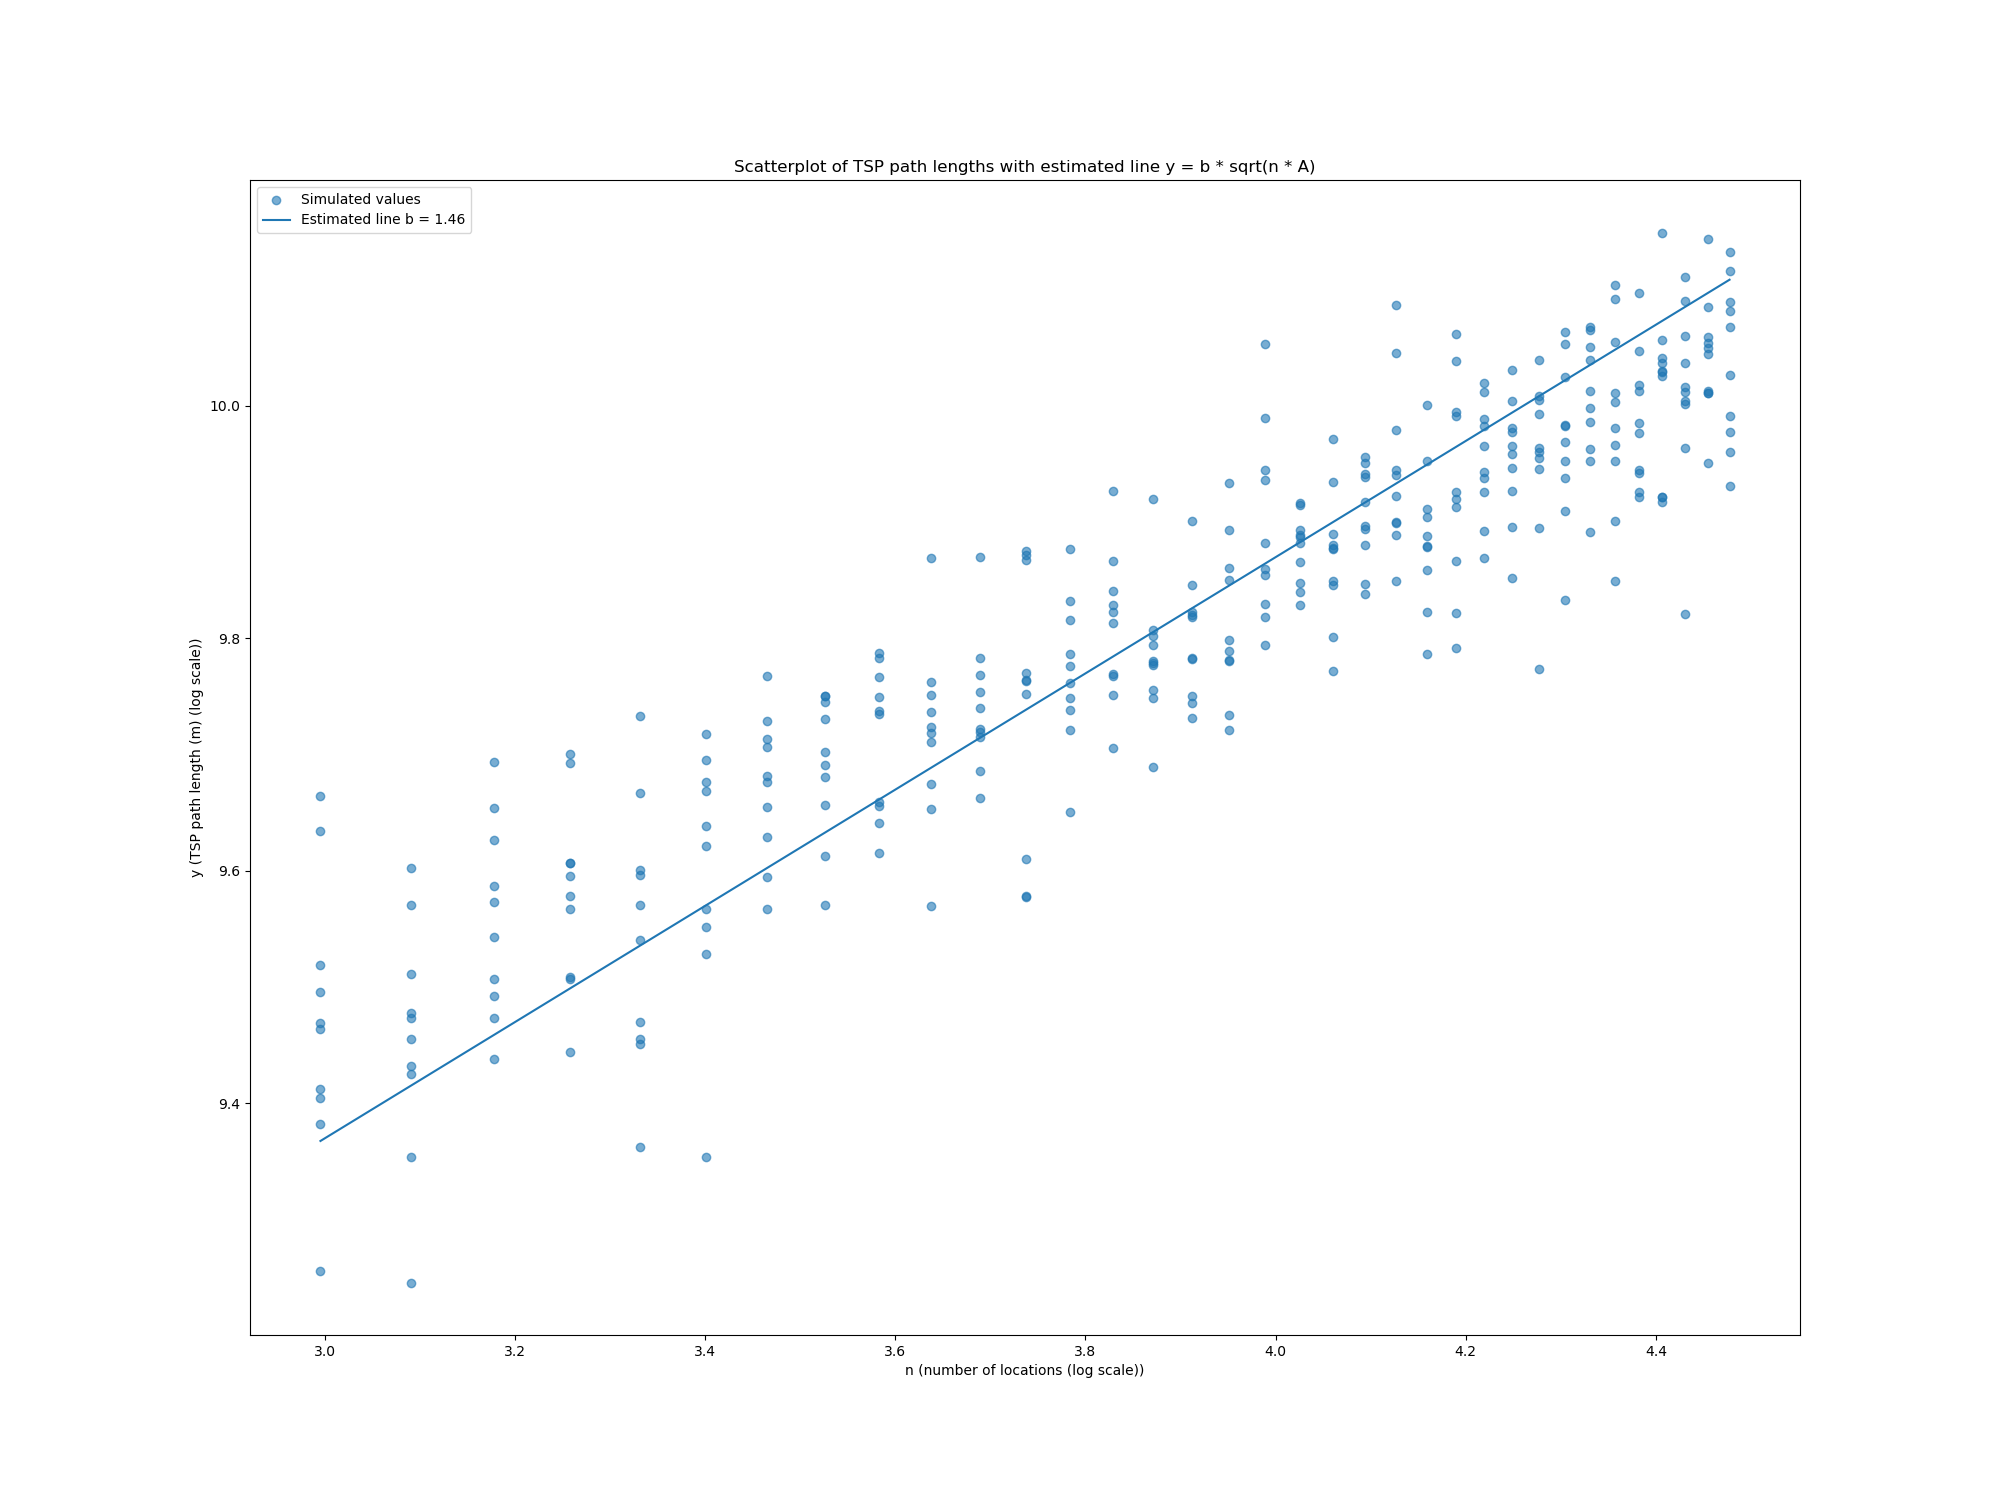 Scatterplot of TSP path lengths with estimated line y = b * sqrt(n * A)
Simulated values
Estimated line b = 1.46
y (TSP path length (m) (log scale))
10.0
9.8
9.6
9.4
3.0 3.2 3.4 3.6 3.8 4.0 4.2 4.4
n (number of locations (log scale))